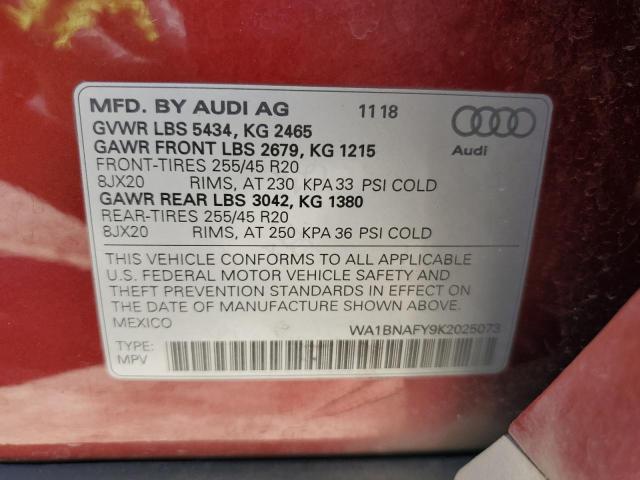 MFD. BY AUDI AG 11 18
GVWR LBS 5434, KG 2465
GAWR FRONT LBS 2679, KG 1215
FRONT-TIRES 255/45 R20
8JX20 RIMS, AT 230 KPA 33 PSI COLD
GAWR REAR LBS 3042, KG 1380
REAR-TIRES 255/45 R20
8JX20 RIMS, AT 250 KPA 36 PSI COLD
Audi
THIS VEHICLE CONFORMS TO ALL APPLICABLE
U.S. FEDERAL MOTOR VEHICLE SAFETY AND
THEFT PREVENTION STANDARDS IN EFFECT ON THE
DATE OF MANUFACTURE SHOWN ABOVE.
MEXICO WA1BNAFY9K2025073
TYPE:
MPV